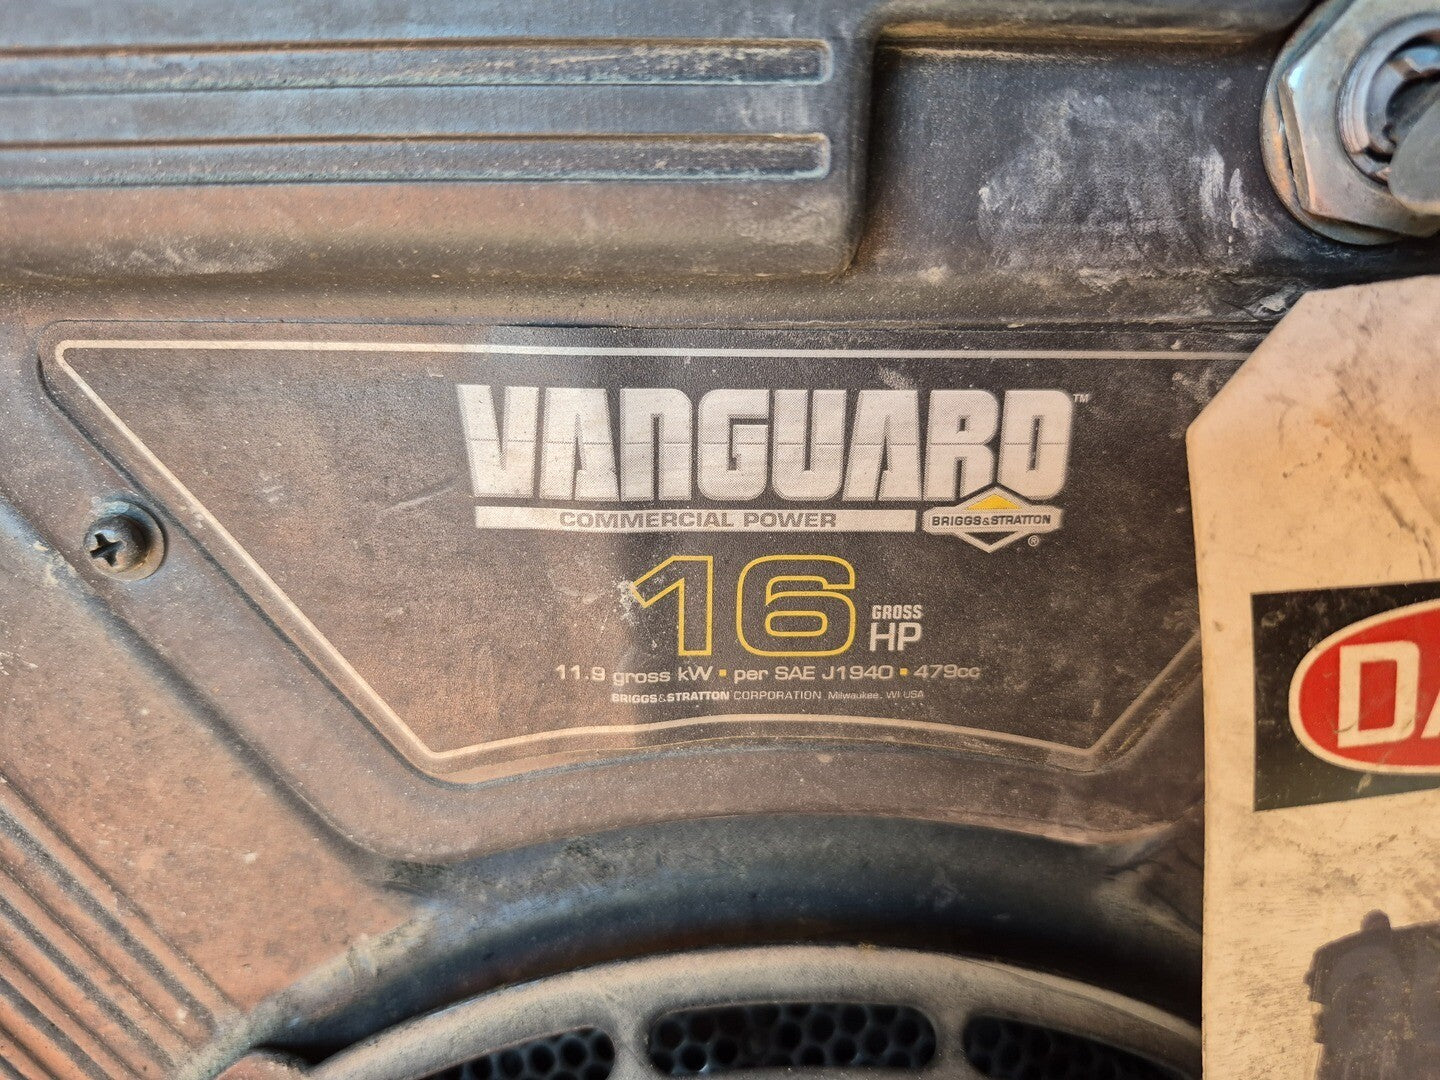 VANGUARD™
COMMERCIAL POWER
BRIGGS&STRATTON
®
16 GROSS HP
11.9 gross kW • per SAE J1940 • 479cc
BRIGGS&STRATTON CORPORATION Milwaukee, WI USA
DA